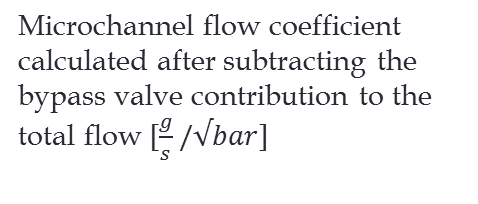 Microchannel flow coefficient
calculated after subtracting the
bypass valve contribution to the
total flow [g/s /√bar]